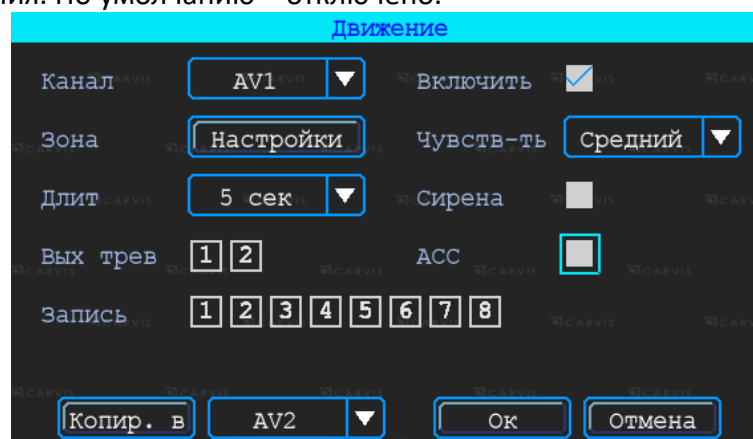 Движение
Канал AV1 Включить
Зона Настройки Чувств-ть Средний
Длит 5 сек Сирена
Вых трев 1 2 ACC
Запись 1 2 3 4 5 6 7 8
Копир. в AV2 Ок Отмена
CARVIS